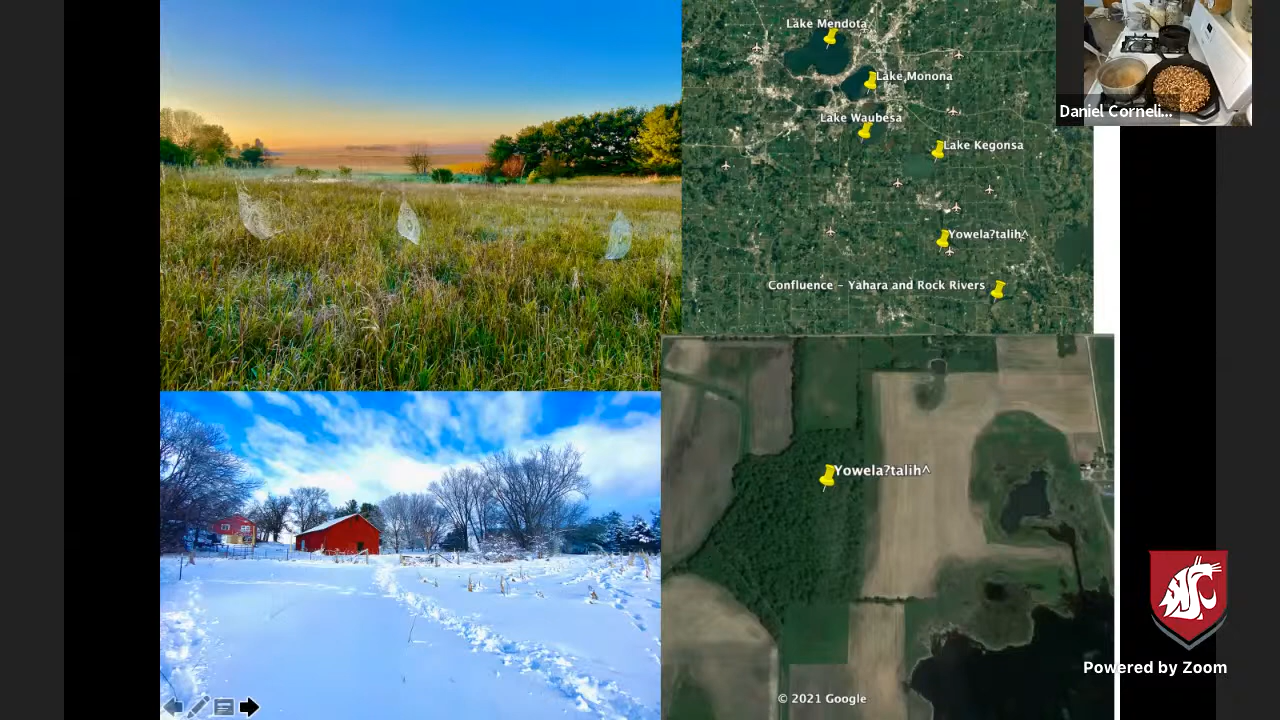 Lake Mendota
Lake Monona
Lake Waubesa
Lake Kegonsa
Yowela?talih^
Confluence - Yahara and Rock Rivers
Daniel Corneli...
Yowela?talih^
© 2021 Google
Powered by Zoom